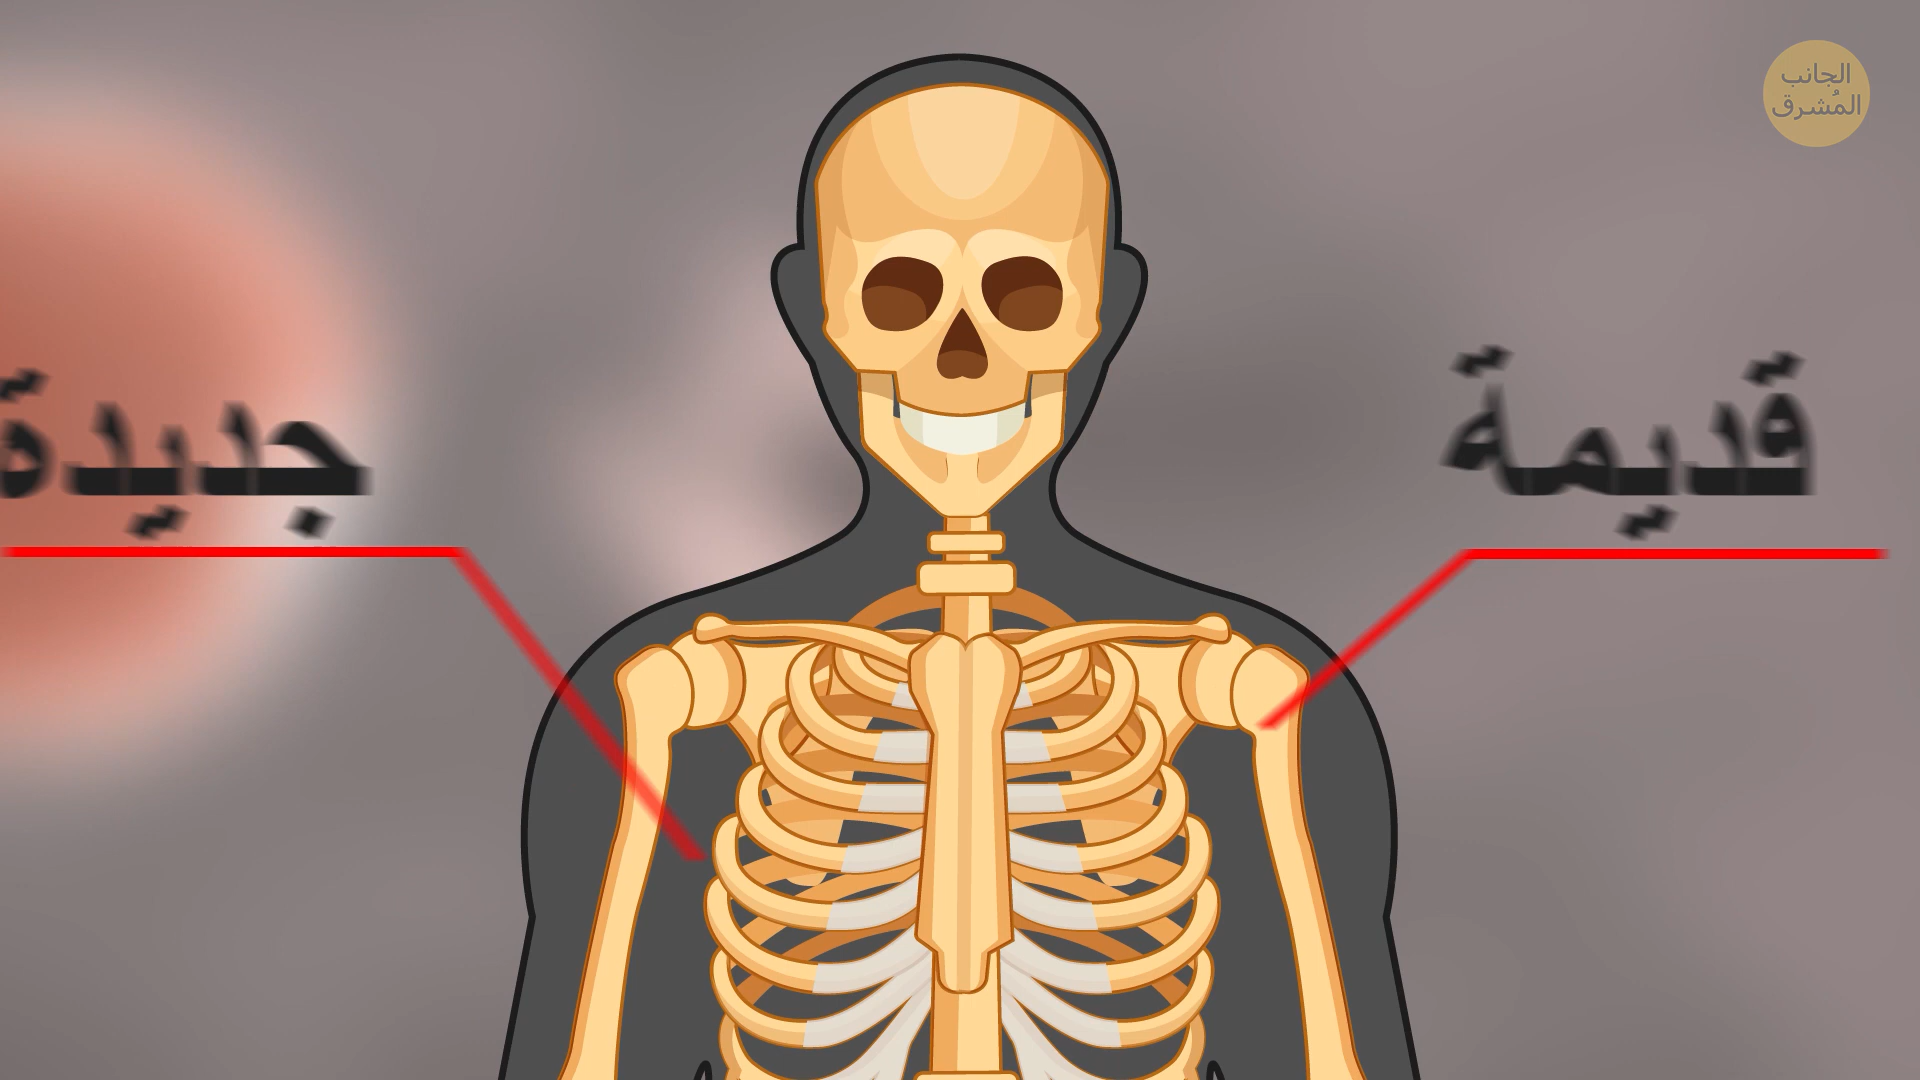 الجانب
المُشرق
قديمة
جديدة